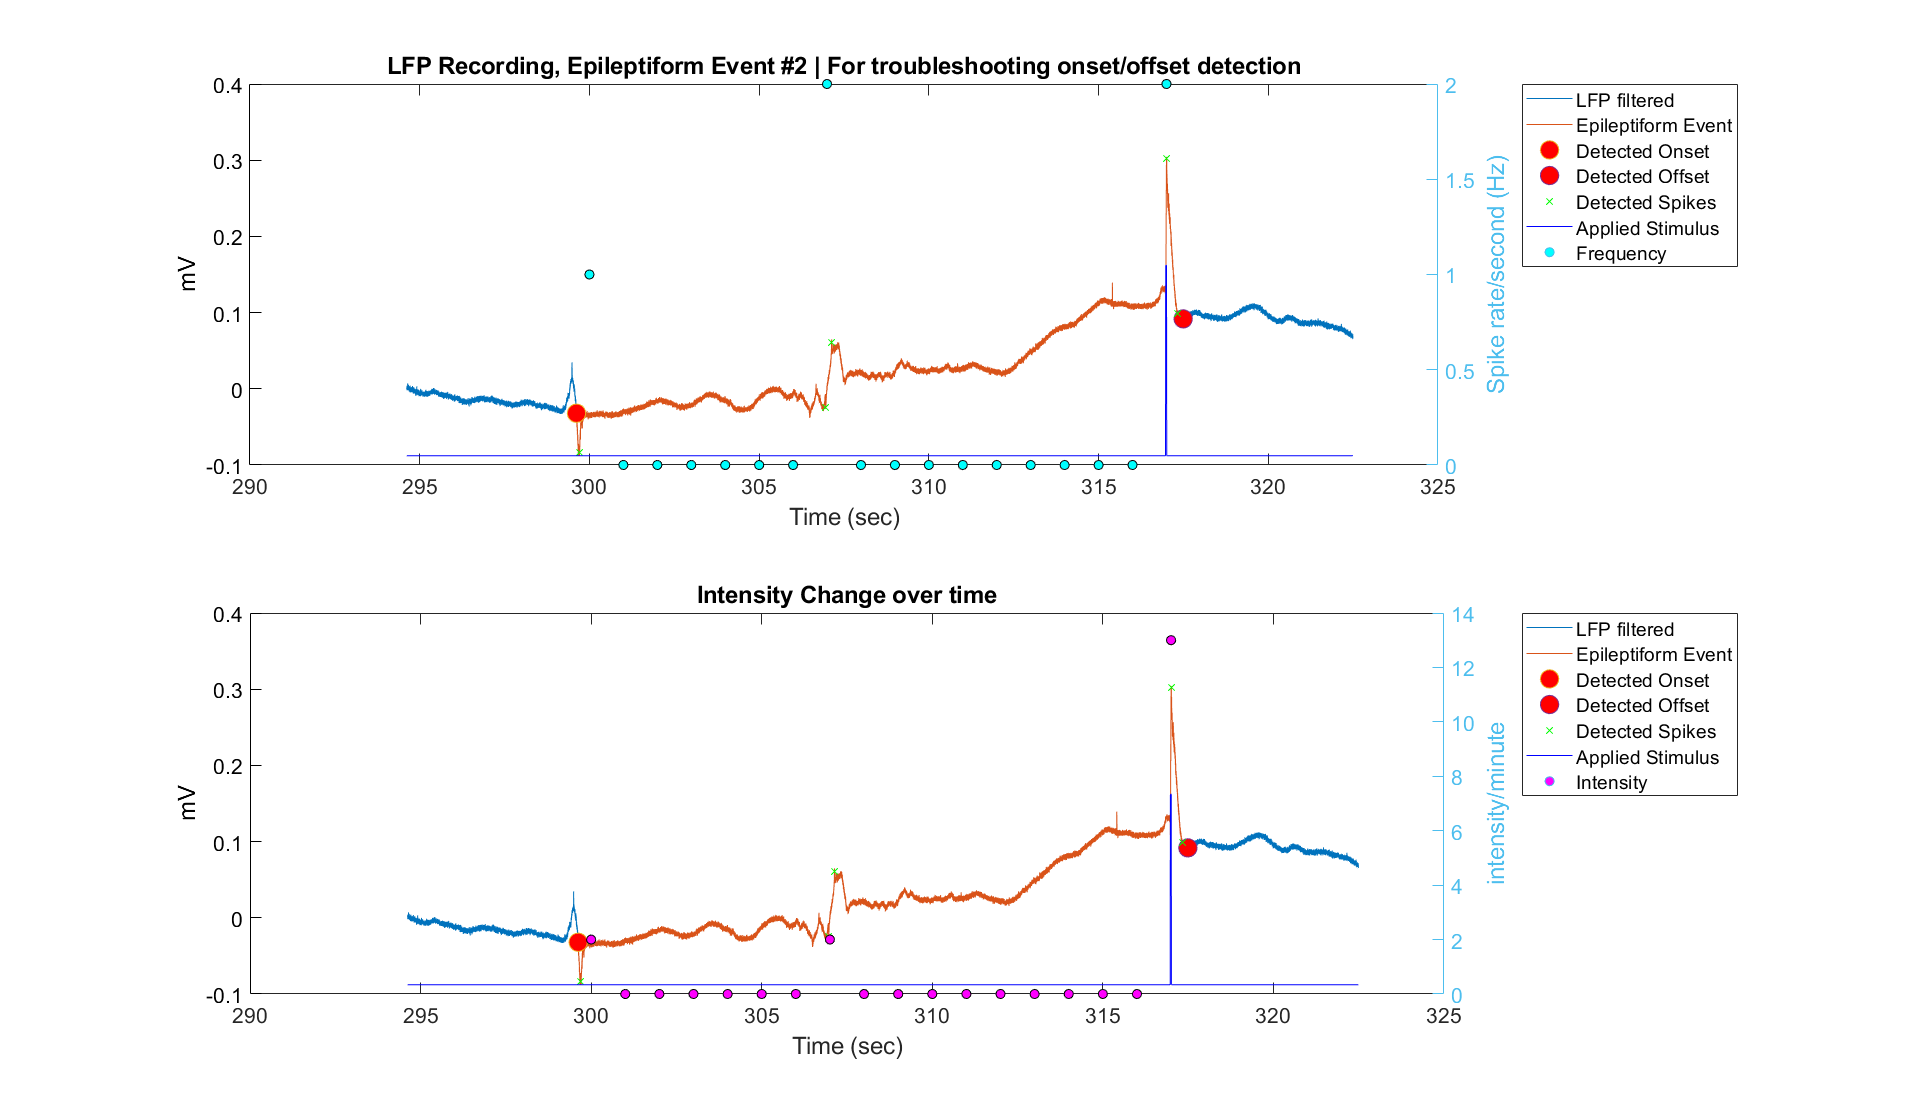 LFP Recording, Epileptiform Event #2 | For troubleshooting onset/offset detection
0.4
0.3
0.2
0.1
0
-0.1
mV
290
295
300
305
310
315
320
325
Time (sec)
2
1.5
1
0.5
0
Spike rate/second (Hz)
LFP filtered
Epileptiform Event
Detected Onset
Detected Offset
Detected Spikes
Applied Stimulus
Frequency
Intensity Change over time
0.4
0.3
0.2
0.1
0
-0.1
mV
290
295
300
305
310
315
320
325
Time (sec)
14
12
10
8
6
4
2
0
intensity/minute
LFP filtered
Epileptiform Event
Detected Onset
Detected Offset
Detected Spikes
Applied Stimulus
Intensity